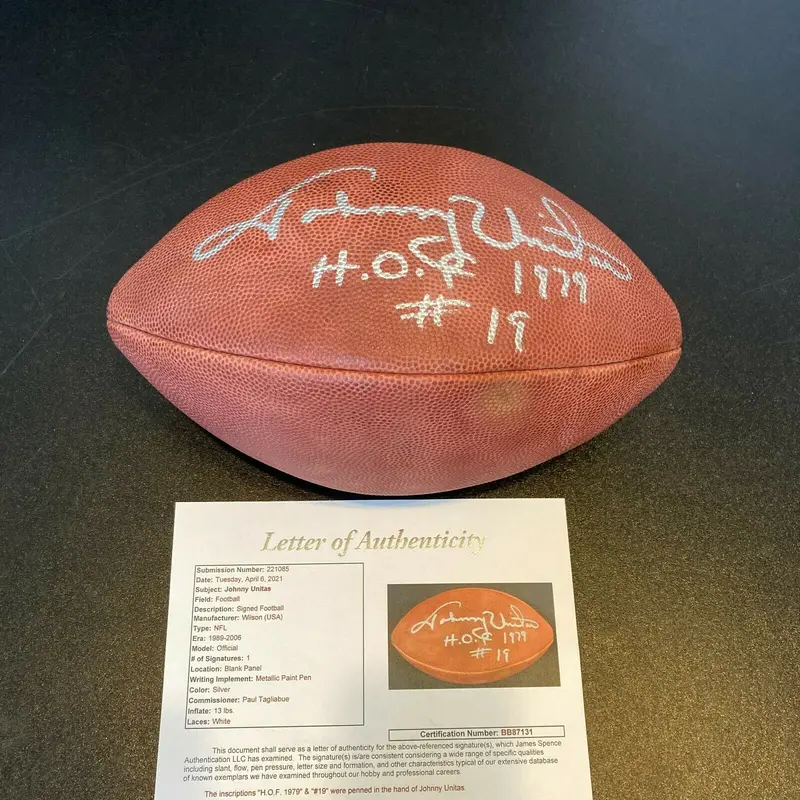 Johnny Unitas
H.O.F 1979
# 19
Letter of Authenticity
Submission Number: 221085
Date: Tuesday, April 6, 2021
Subject: Johnny Unitas
Field: Football
Description: Signed Football
Manufacturer: Wilson (USA)
Type: NFL
Era: 1989-2006
Model: Official
# of Signatures: 1
Location: Blank Panel
Writing Implement: Metallic Paint Pen
Color: Silver
Commissioner: Paul Tagliabue
Inflate: 13 lbs
Laces: White
Johnny Unitas
H.O.F 1979
# 19
Certification Number: BB87131
This document shall serve as a letter of authenticity for the above-referenced signature(s), which James Spence
Authentication LLC has examined. The signature(s) is/are consistent considering a wide range of specific qualities
including slant, flow, pen pressure, letter size and formation, and other characteristics typical of our extensive database
of known exemplars we have examined throughout our hobby and professional careers.
The inscriptions "H.O.F. 1979" & "#19" were penned in the hand of Johnny Unitas.